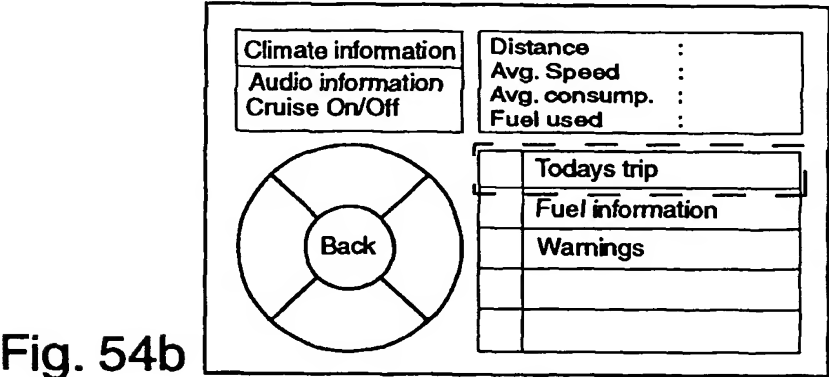 Climate information
Audio information
Cruise On/Off
Distance :
Avg. Speed :
Avg. consump. :
Fuel used :
Todays trip
Fuel information
Warnings
Back
Fig. 54b